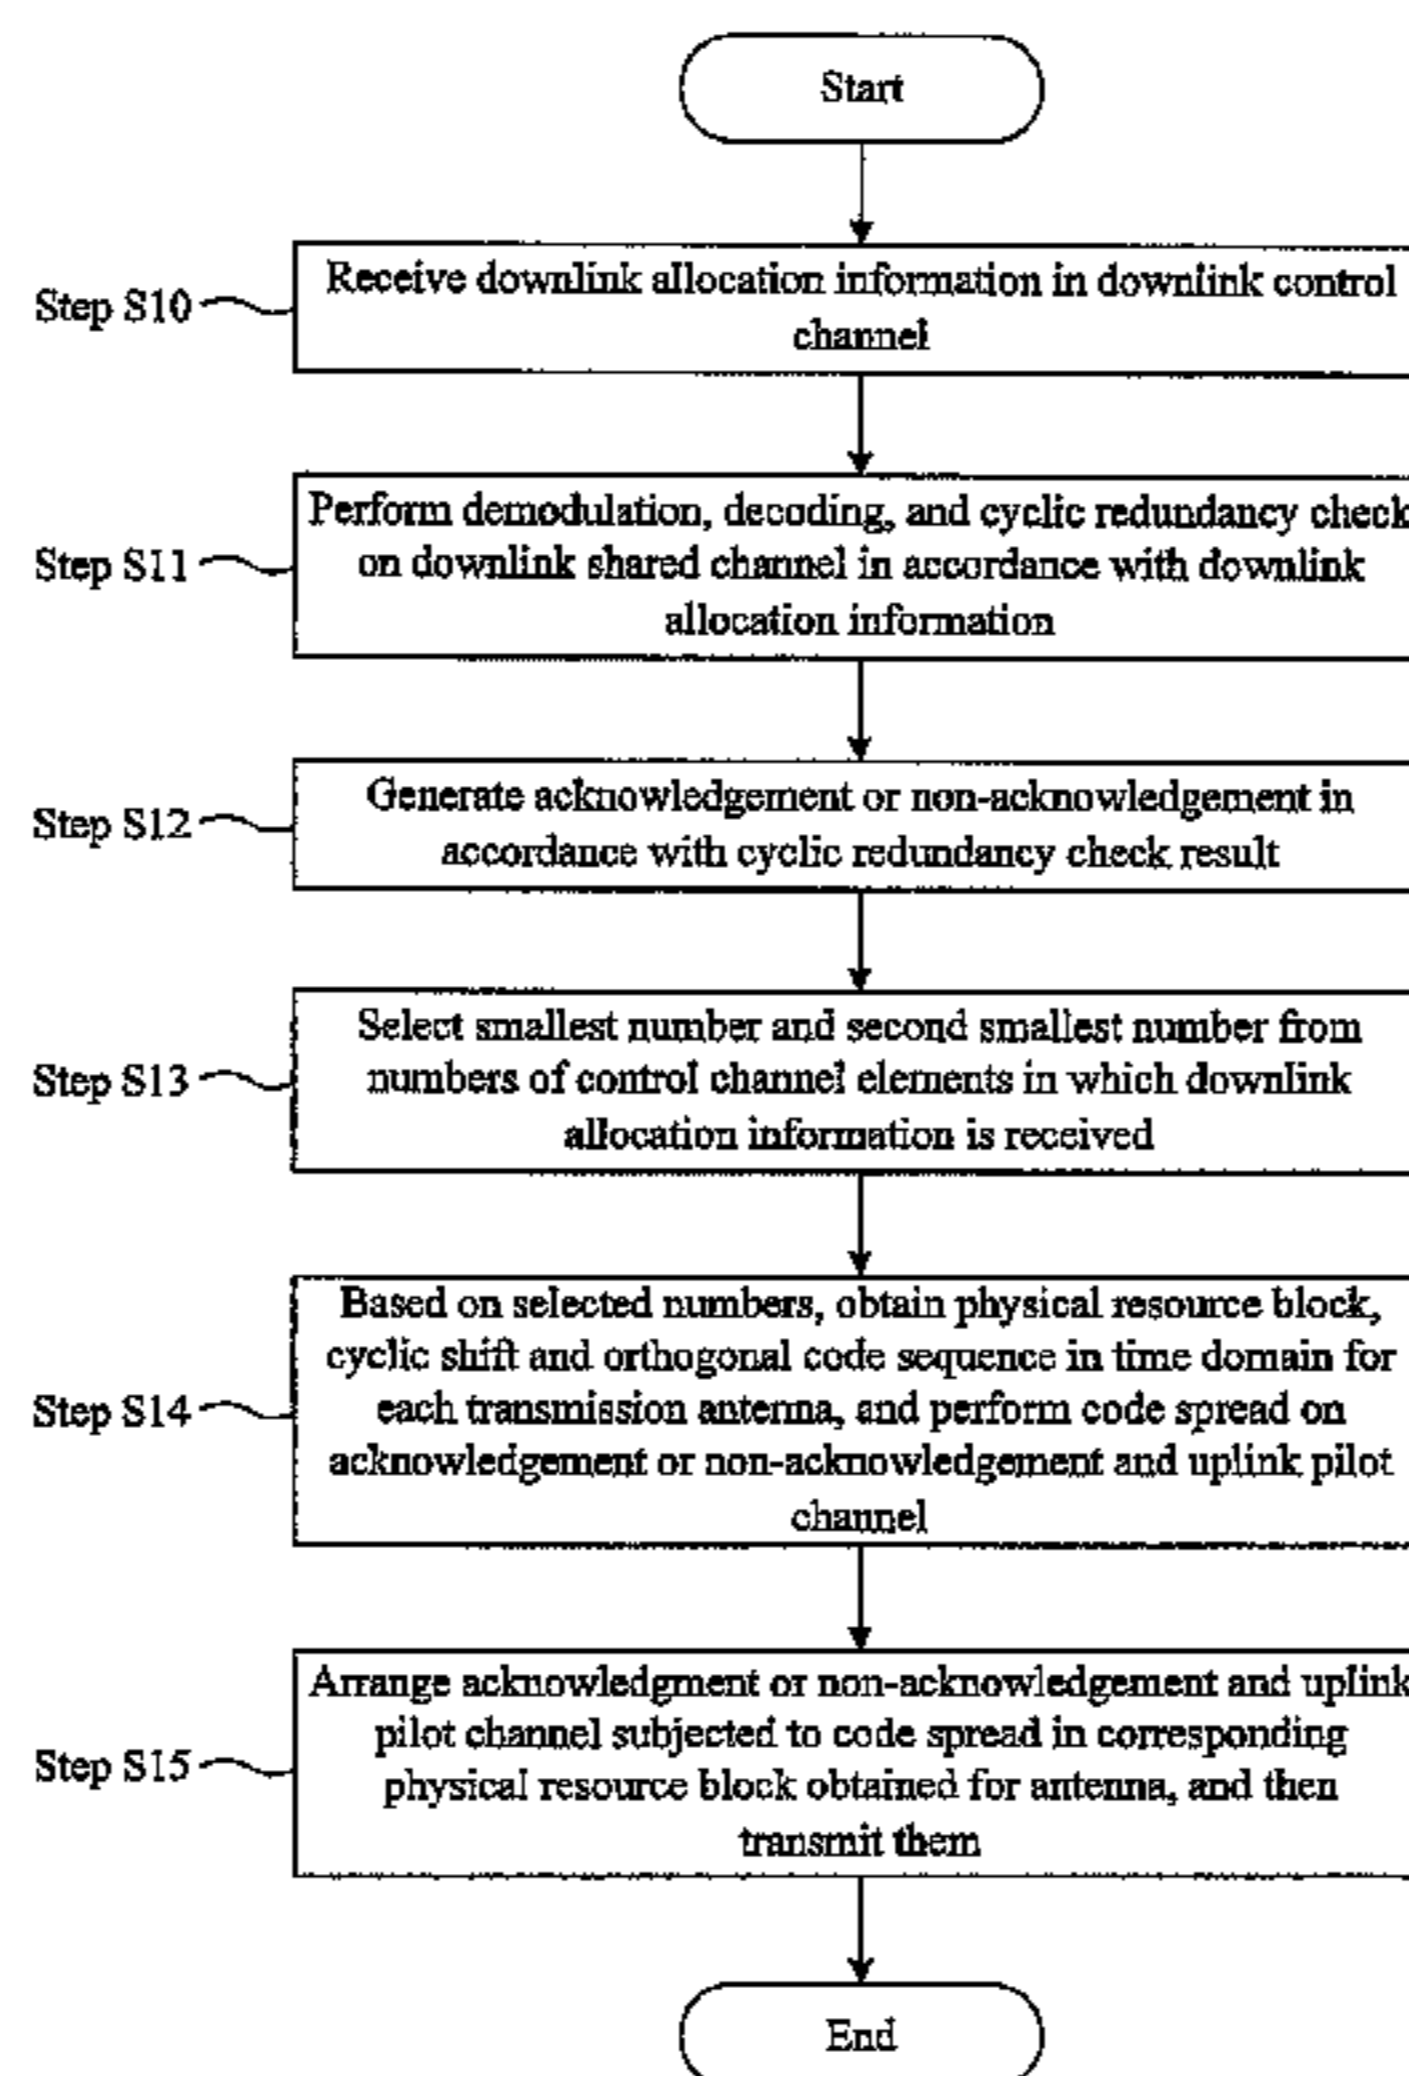 Start
Step S10
Receive downlink allocation information in downlink control
channel
Step S11
Perform demodulation, decoding, and cyclic redundancy check
on downlink shared channel in accordance with downlink
allocation information
Step S12
Generate acknowledgement or non-acknowledgement in
accordance with cyclic redundancy check result
Step S13
Select smallest number and second smallest number from
numbers of control channel elements in which downlink
allocation information is received
Step S14
Based on selected numbers, obtain physical resource block,
cyclic shift and orthogonal code sequence in time domain for
each transmission antenna, and perform code spread on
acknowledgement or non-acknowledgement and uplink pilot
channel
Step S15
Arrange acknowledgment or non-acknowledgement and uplink
pilot channel subjected to code spread in corresponding
physical resource block obtained for antenna, and then
transmit them
End